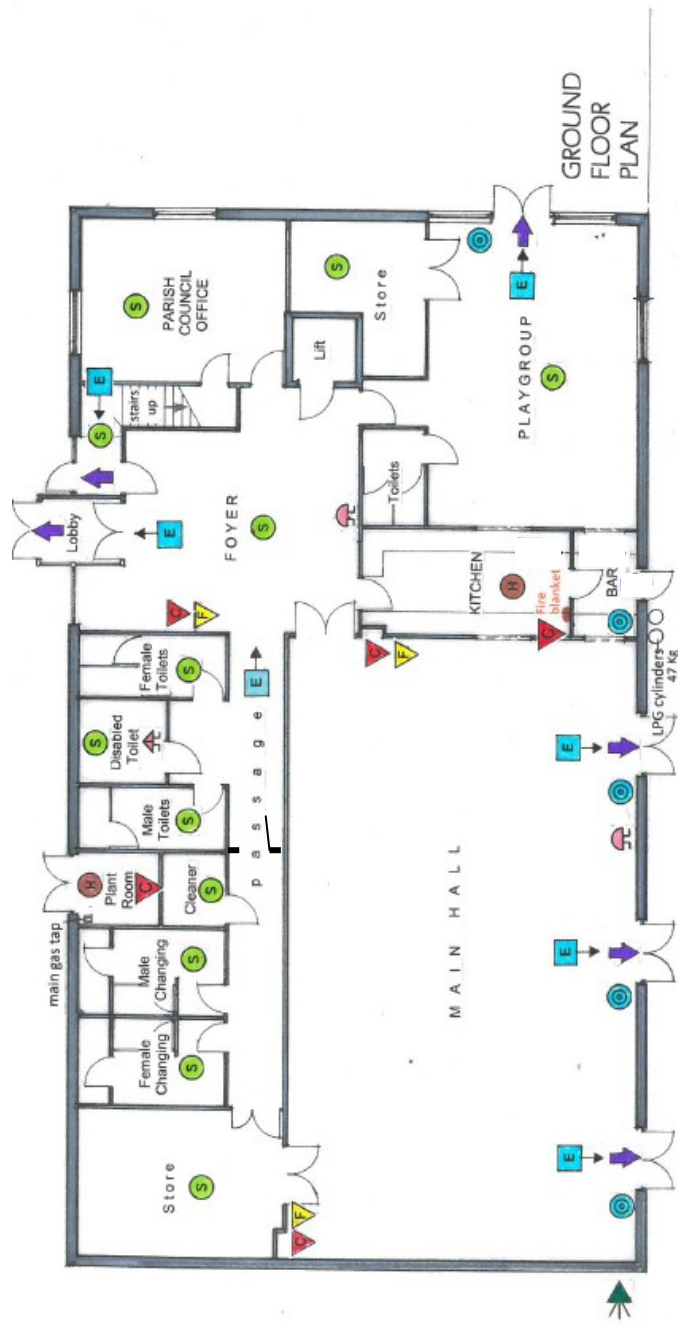 GROUND
FLOOR
PLAN
main gas tap
Store
S
Female
Changing
S
Male
Changing
S
H
Plant
Room
C
Cleaner
S
Male
Toilets
S
S
Disabled
Toilet
Female
Toilets
S
C
F
Lobby
E
E
S
stairs
up
S
PARISH
COUNCIL
OFFICE
passage
E
FOYER
S
Lift
S
Store
C
F
C
F
MAIN HALL
KITCHEN
H
Fire
blanket
C
BAR
Toilets
PLAYGROUP
S
E
E
E
E
LPG cylinders
47 Kg